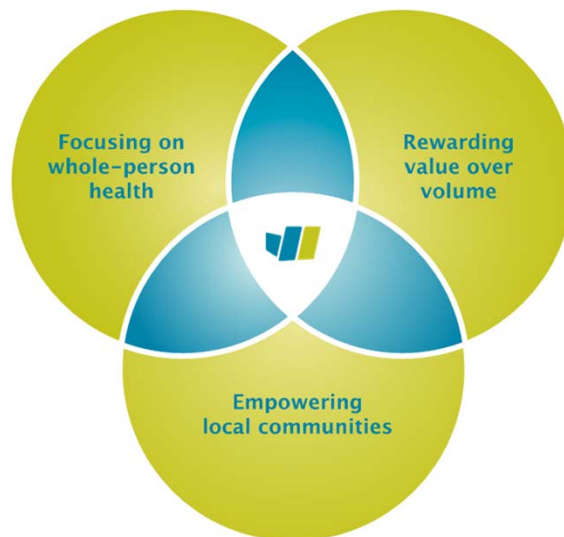 Focusing on
whole-person
health
Rewarding
value over
volume
Empowering
local communities